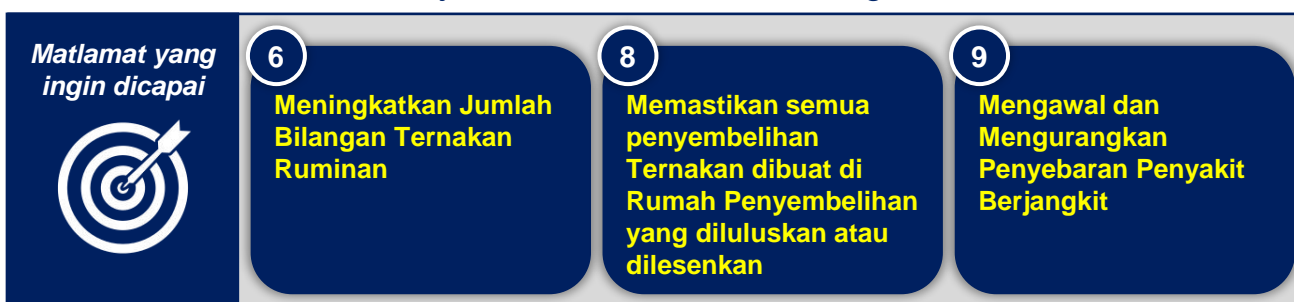 Matlamat yang
ingin dicapai
6
Meningkatkan Jumlah
Bilangan Ternakan
Ruminan
8
Memastikan semua
penyembelihan
Ternakan dibuat di
Rumah Penyembelihan
yang diluluskan atau
dilesenkan
9
Mengawal dan
Mengurangkan
Penyebaran Penyakit
Berjangkit